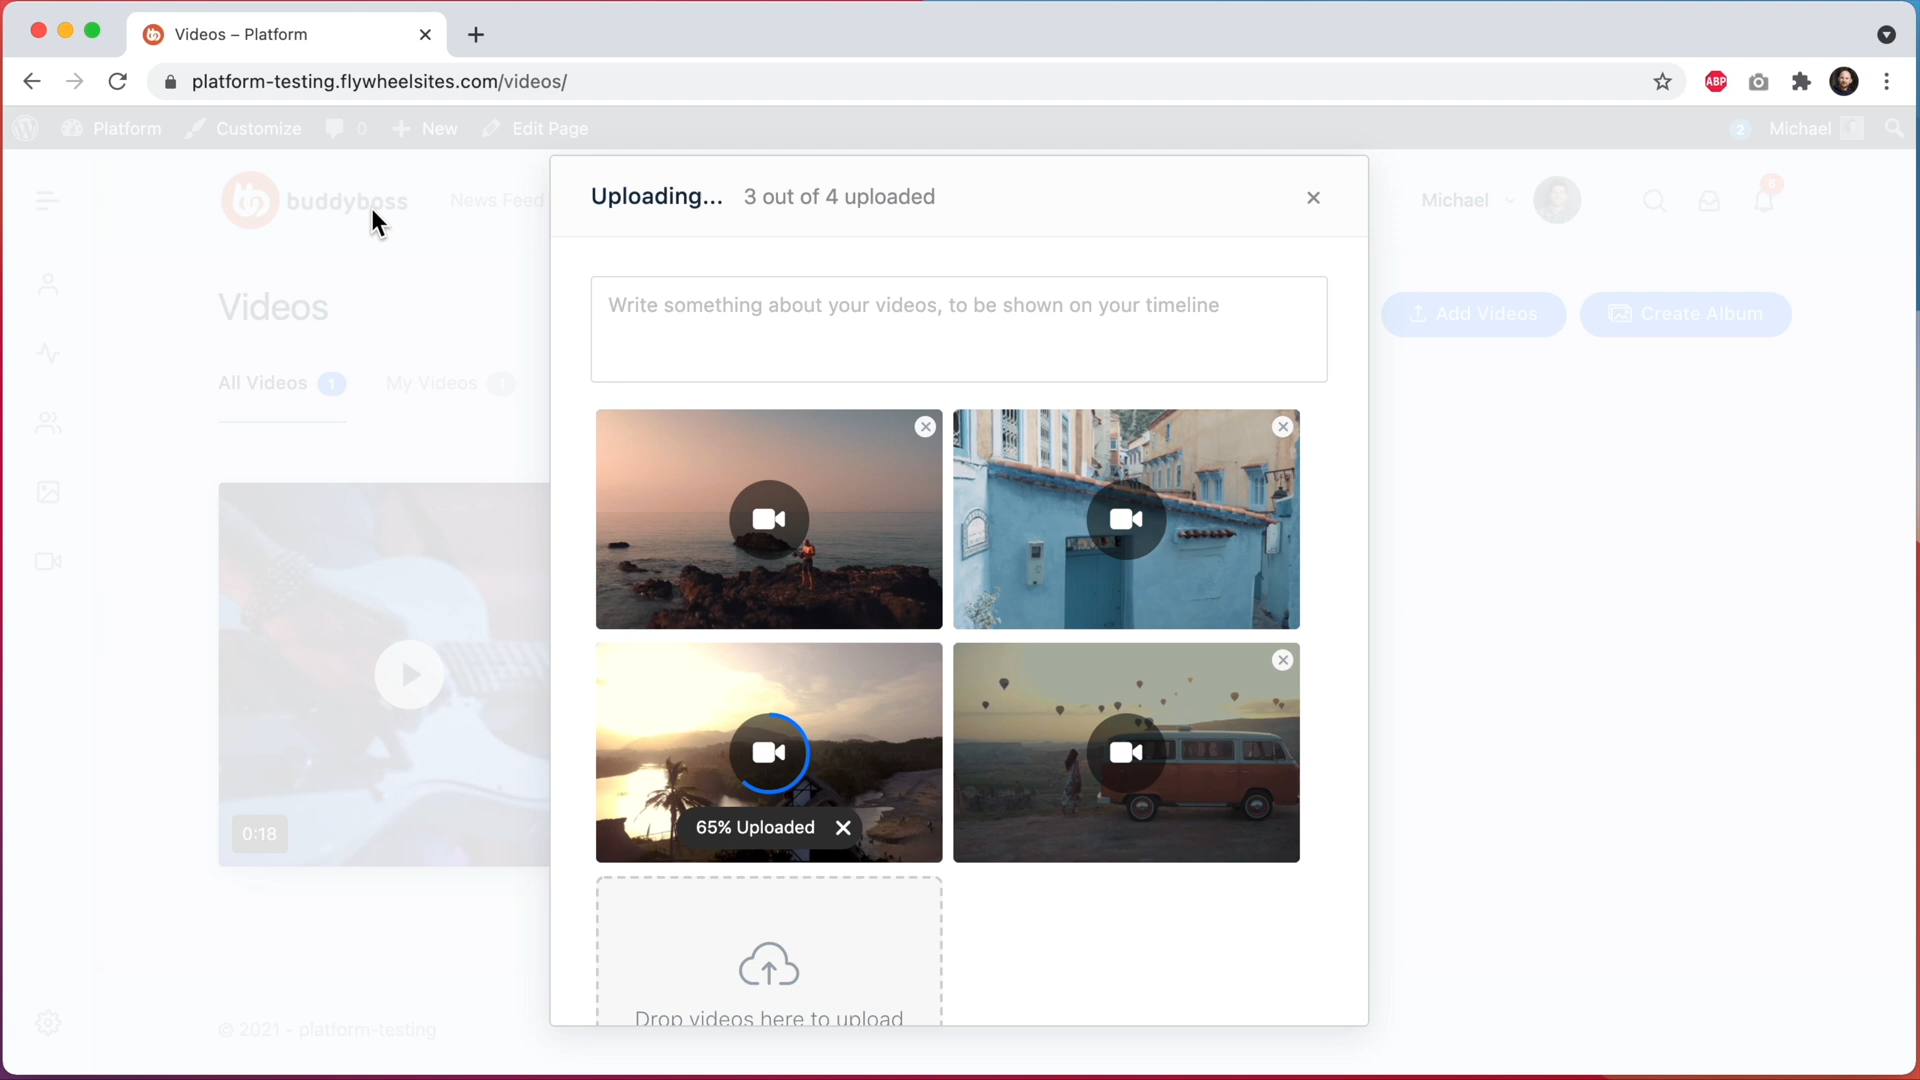 Videos – Platform
platform-testing.flywheelsites.com/videos/
ABP
Platform
Customize
0
New
Edit Page
2
Michael
buddyboss
News Feed
Uploading...
3 out of 4 uploaded
Michael
6
Videos
Write something about your videos, to be shown on your timeline
Add Videos
Create Album
All Videos 1
My Videos 1
65% Uploaded
0:18
Drop videos here to upload
© 2021 - platform-testing